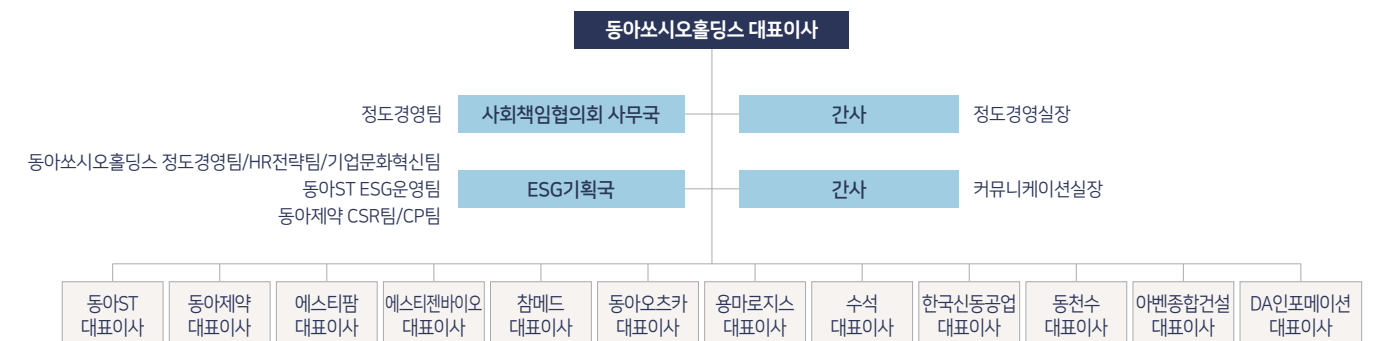 동아쏘시오홀딩스 대표이사
정도경영팀
사회책임협의회 사무국
간사
정도경영실장
동아쏘시오홀딩스 정도경영팀/HR전략팀/기업문화혁신팀
동아ST ESG운영팀
동아제약 CSR팀/CP팀
ESG기획국
간사
커뮤니케이션실장
동아ST
대표이사
동아제약
대표이사
에스티팜
대표이사
에스티젠바이오
대표이사
참메드
대표이사
동아오츠카
대표이사
용마로지스
대표이사
수석
대표이사
한국신동공업
대표이사
동천수
대표이사
아벤종합건설
대표이사
DA인포메이션
대표이사